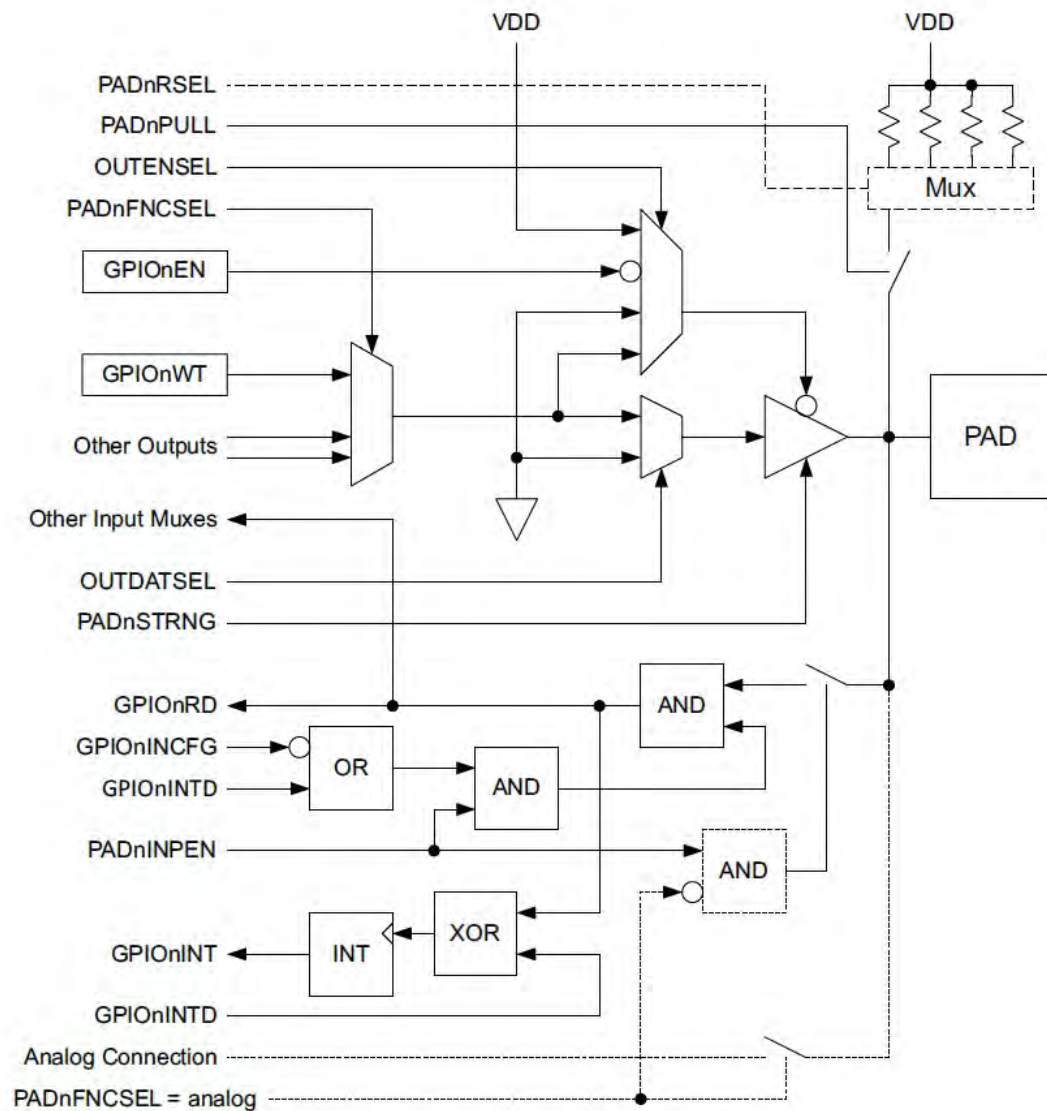 VDD
VDD
PADnRSEL
PADnPULL
OUTENSEL
PADnFNCSEL
Mux
GPIOnEN
GPIOnWT
Other Outputs
PAD
Other Input Muxes
OUTDATSEL
PADnSTRNG
GPIOnRD
AND
GPIOnINCFG
OR
GPIOnINTD
AND
PADnINPEN
AND
GPIOnINT
INT
XOR
GPIOnINTD
Analog Connection
PADnFNCSEL = analog